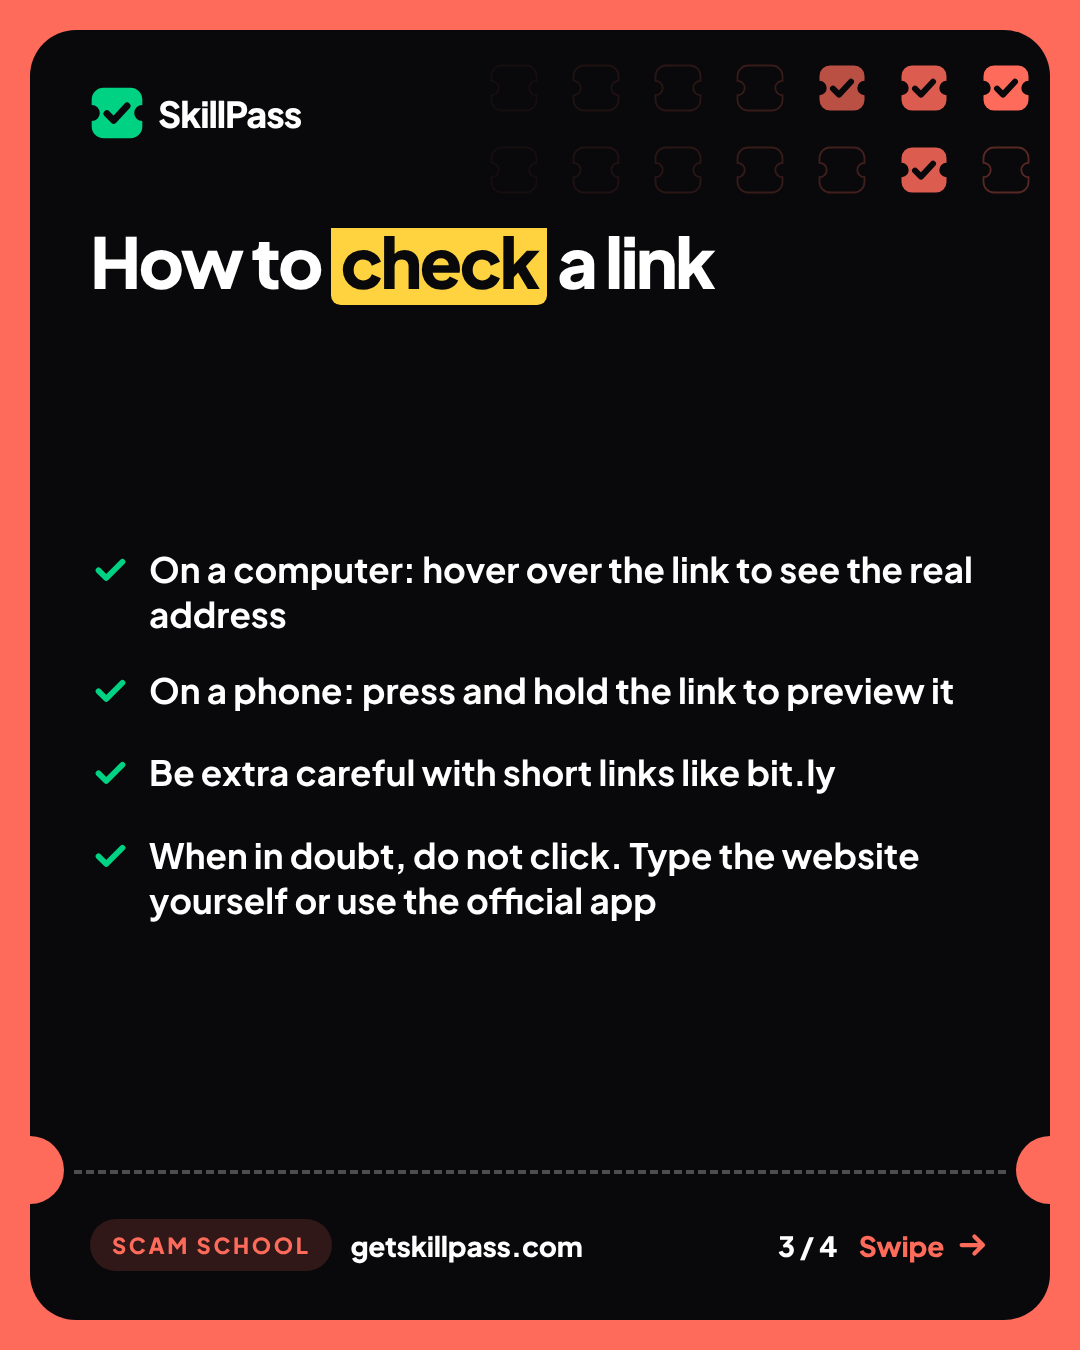 SkillPass
How to check a link
On a computer: hover over the link to see the real
address
On a phone: press and hold the link to preview it
Be extra careful with short links like bit.ly
When in doubt, do not click. Type the website
yourself or use the official app
SCAM SCHOOL getskillpass.com 3 / 4 Swipe →